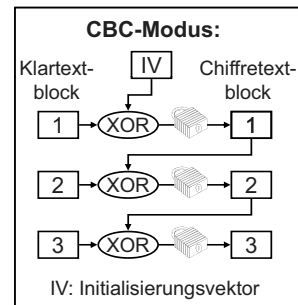 CBC-Modus:
Klartext-
block
IV
Chiffretext-
block
1 XOR 1
2 XOR 2
3 XOR 3
IV: Initialisierungsvektor